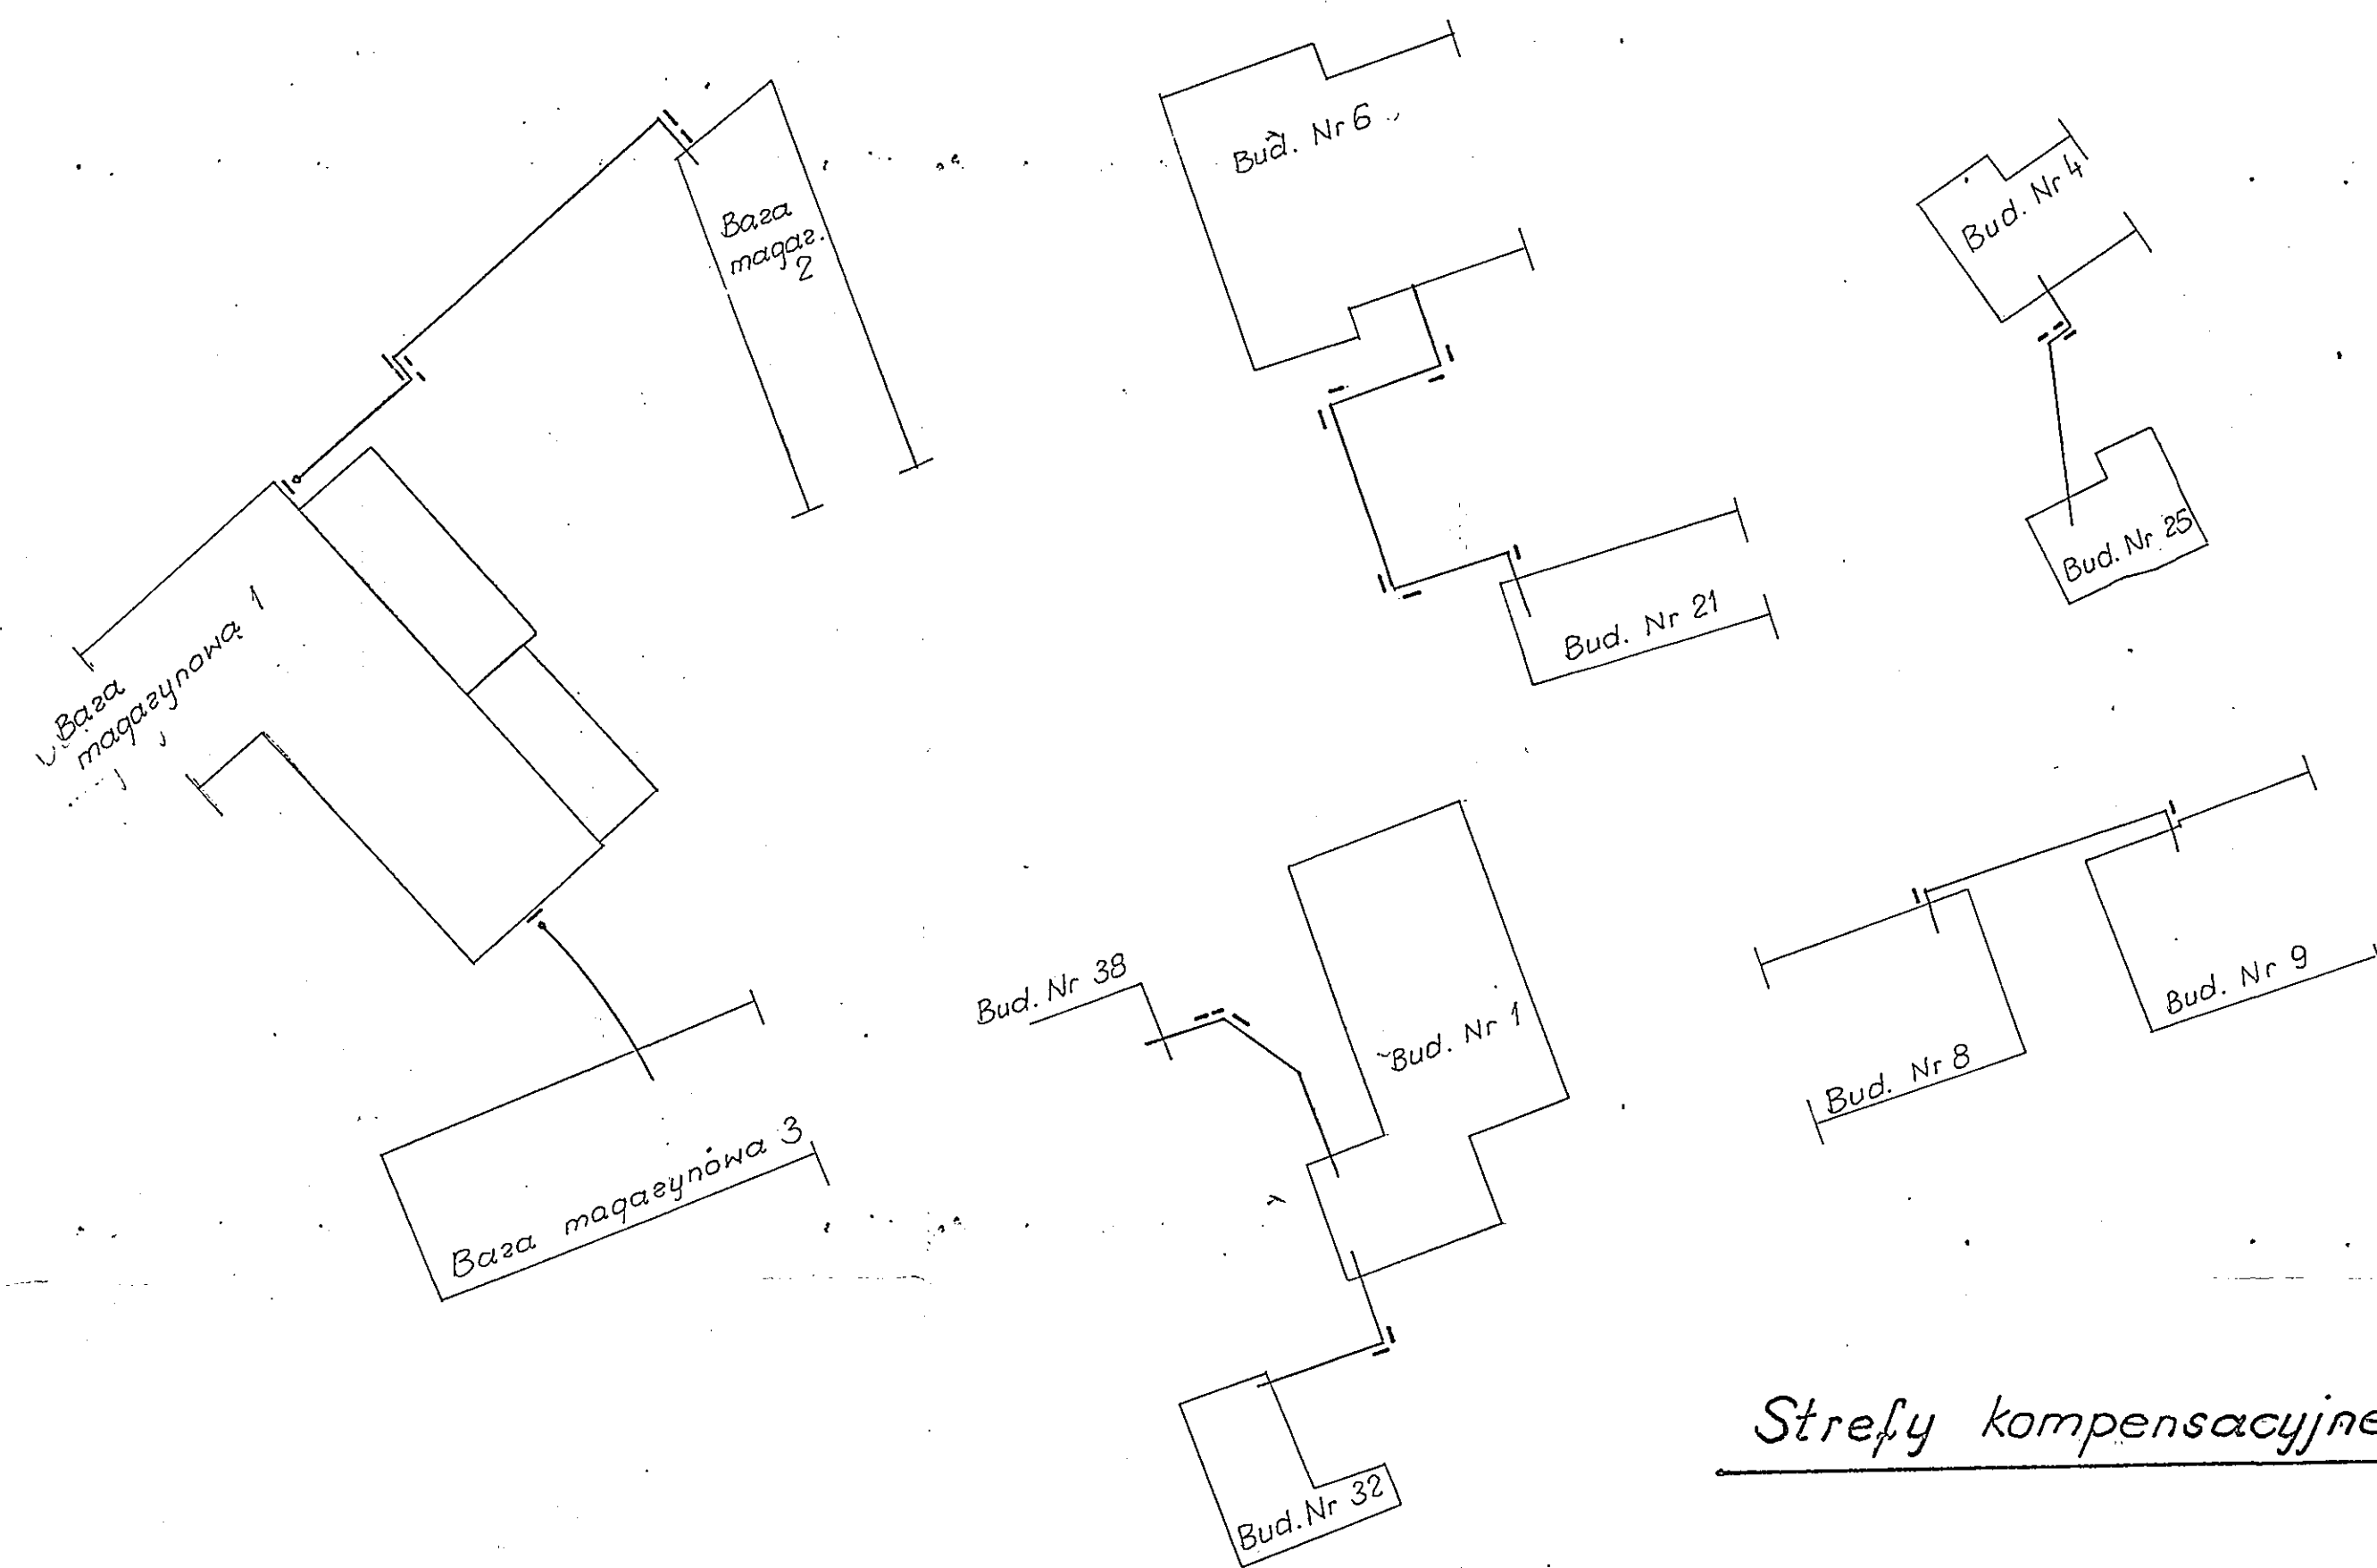 Baza
magaz.
2
Bud. Nr 6
Bud. Nr 4
Bud. Nr 25
Bud. Nr 21
Baza
magazynowa 1
Bud. Nr 38
Bud. Nr 1
Bud. Nr 9
Bud. Nr 8
Baza magazynowa 3
Bud. Nr 32
Strefy kompensacyjne